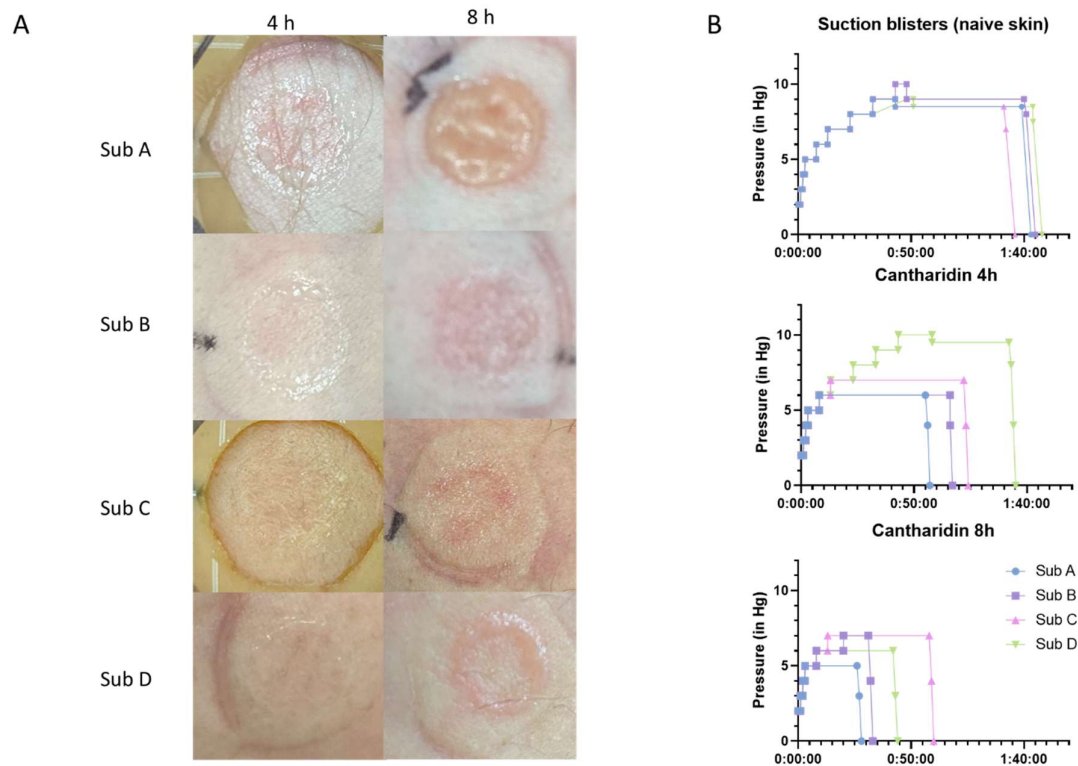 A
4 h
8 h
Sub A
Sub B
Sub C
Sub D
B
Suction blisters (naive skin)
Pressure (in Hg)
10
5
0
0:00:00
0:50:00
1:40:00
Cantharidin 4h
Pressure (in Hg)
10
5
0
0:00:00
0:50:00
1:40:00
Cantharidin 8h
Pressure (in Hg)
10
5
0
0:00:00
0:50:00
1:40:00
Sub A
Sub B
Sub C
Sub D